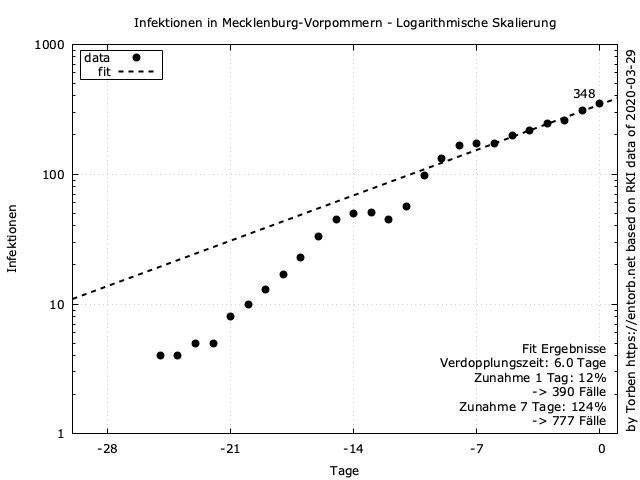 Infektionen in Mecklenburg-Vorpommern - Logarithmische Skalierung
1000
100
10
1
Infektionen
data
fit
348
Fit Ergebnisse
Verdopplungszeit: 6.0 Tage
Zunahme 1 Tag: 12%
-> 390 Fälle
Zunahme 7 Tage: 124%
-> 777 Fälle
-28
-21
-14
-7
0
Tage
by Torben https://entorb.net based on RKI data of 2020-03-29